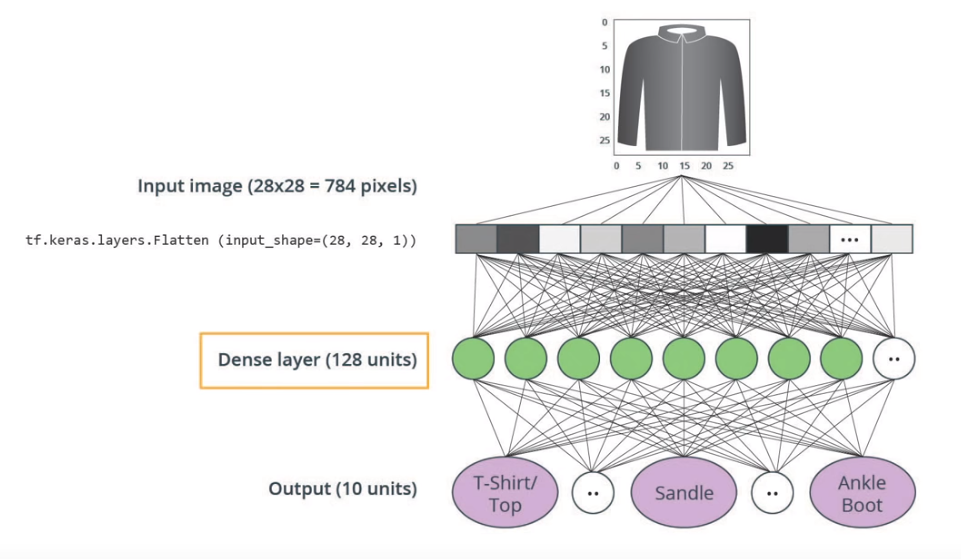 0
5
10
15
20
25
0 5 10 15 20 25
Input image (28x28 = 784 pixels)
tf.keras.layers.Flatten (input_shape=(28, 28, 1))
...
Dense layer (128 units)
..
Output (10 units)
T-Shirt/
Top
..
Sandle
..
Ankle
Boot